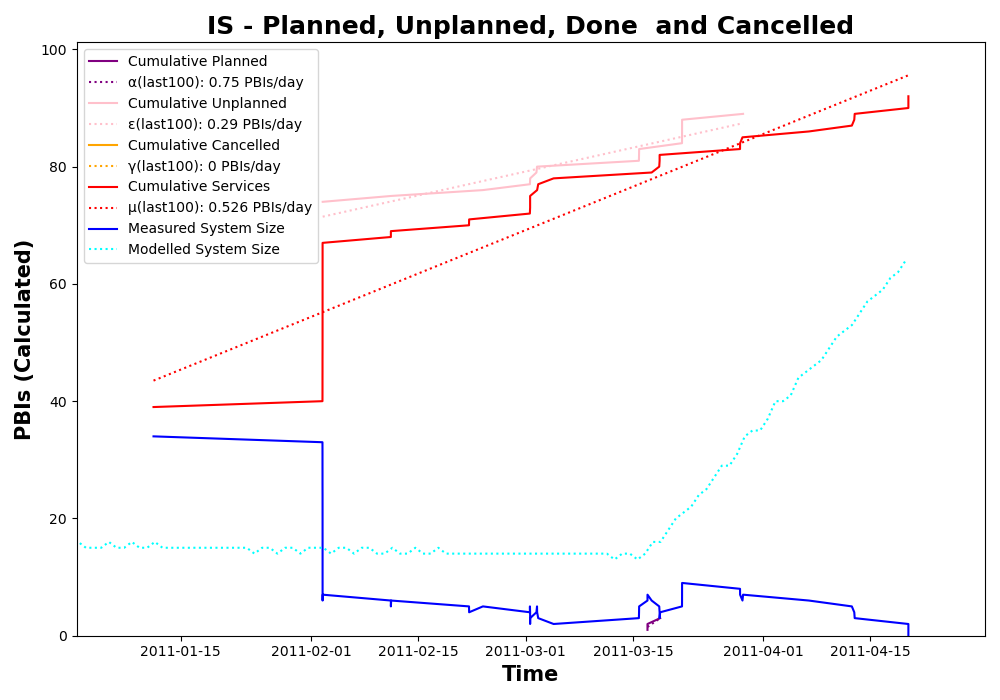 IS - Planned, Unplanned, Done  and Cancelled
Cumulative Planned
α(last100): 0.75 PBIs/day
Cumulative Unplanned
ε(last100): 0.29 PBIs/day
Cumulative Cancelled
γ(last100): 0 PBIs/day
Cumulative Services
μ(last100): 0.526 PBIs/day
Measured System Size
Modelled System Size
PBIs (Calculated)
100
80
60
40
20
0
2011-01-15
2011-02-01
2011-02-15
2011-03-01
2011-03-15
2011-04-01
2011-04-15
Time